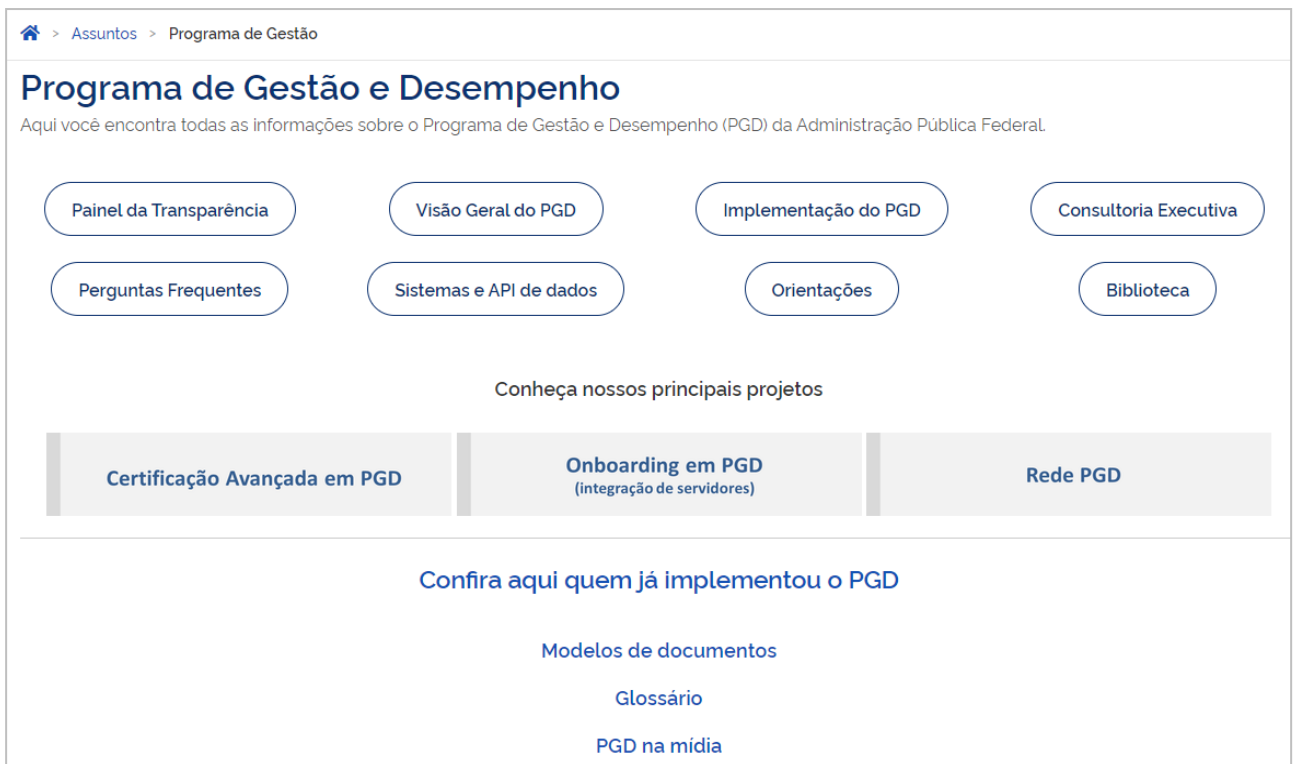 > Assuntos > Programa de Gestão
Programa de Gestão e Desempenho
Aqui você encontra todas as informações sobre o Programa de Gestão e Desempenho (PGD) da Administração Pública Federal.
Painel da Transparência
Visão Geral do PGD
Implementação do PGD
Consultoria Executiva
Perguntas Frequentes
Sistemas e API de dados
Orientações
Biblioteca
Conheça nossos principais projetos
Certificação Avançada em PGD
Onboarding em PGD
(integração de servidores)
Rede PGD
Confira aqui quem já implementou o PGD
Modelos de documentos
Glossário
PGD na mídia